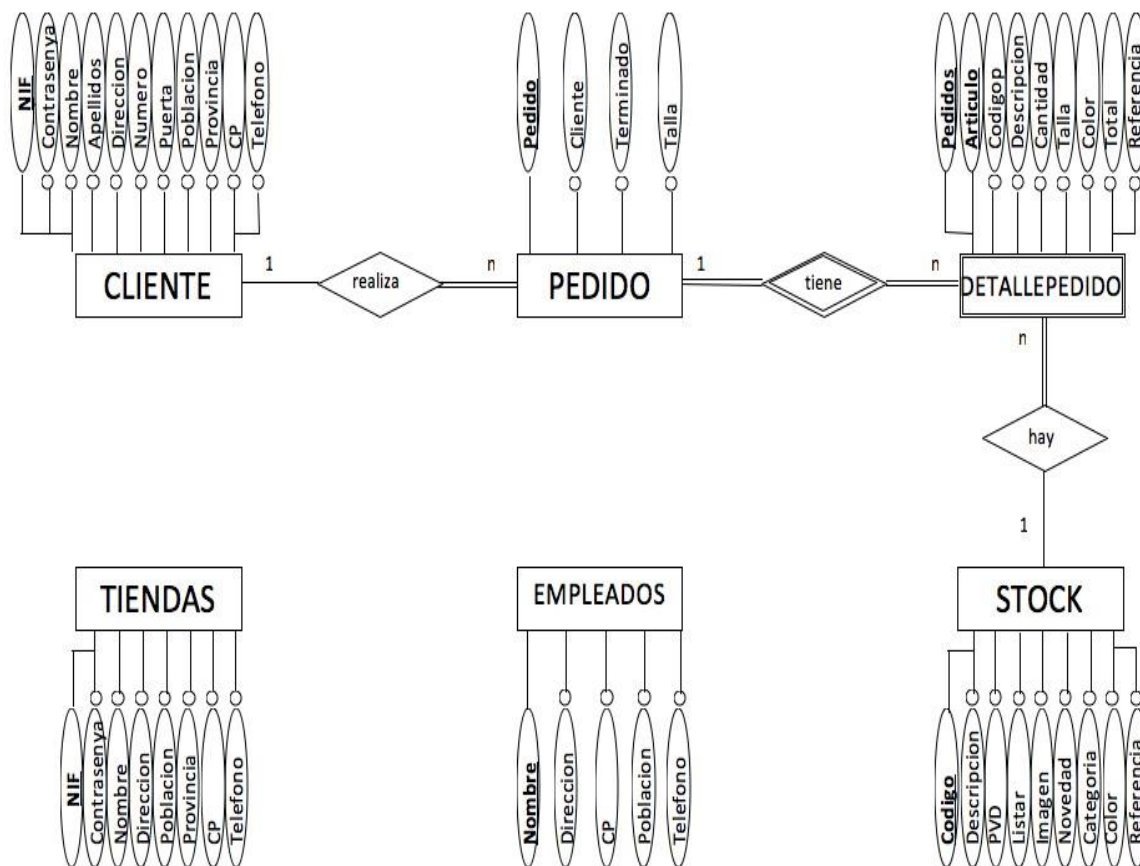 NIF
Contrasenya
Nombre
Apellidos
Direccion
Numero
Puerta
Poblacion
Provincia
CP
Telefono
Pedido
Cliente
Terminado
Talla
Pedidos
Articulo
Codigop
Descripcion
Cantidad
Talla
Color
Total
Referencia
CLIENTE
1
realiza
n
PEDIDO
1
tiene
n
DETALLEPEDIDO
n
hay
1
TIENDAS
EMPLEADOS
STOCK
NIF
Contrasenya
Nombre
Direccion
Poblacion
Provincia
CP
Telefono
Nombre
Direccion
CP
Poblacion
Telefono
Codigo
Descripcion
PVD
Listar
Imagen
Novedad
Categoria
Color
Referencia